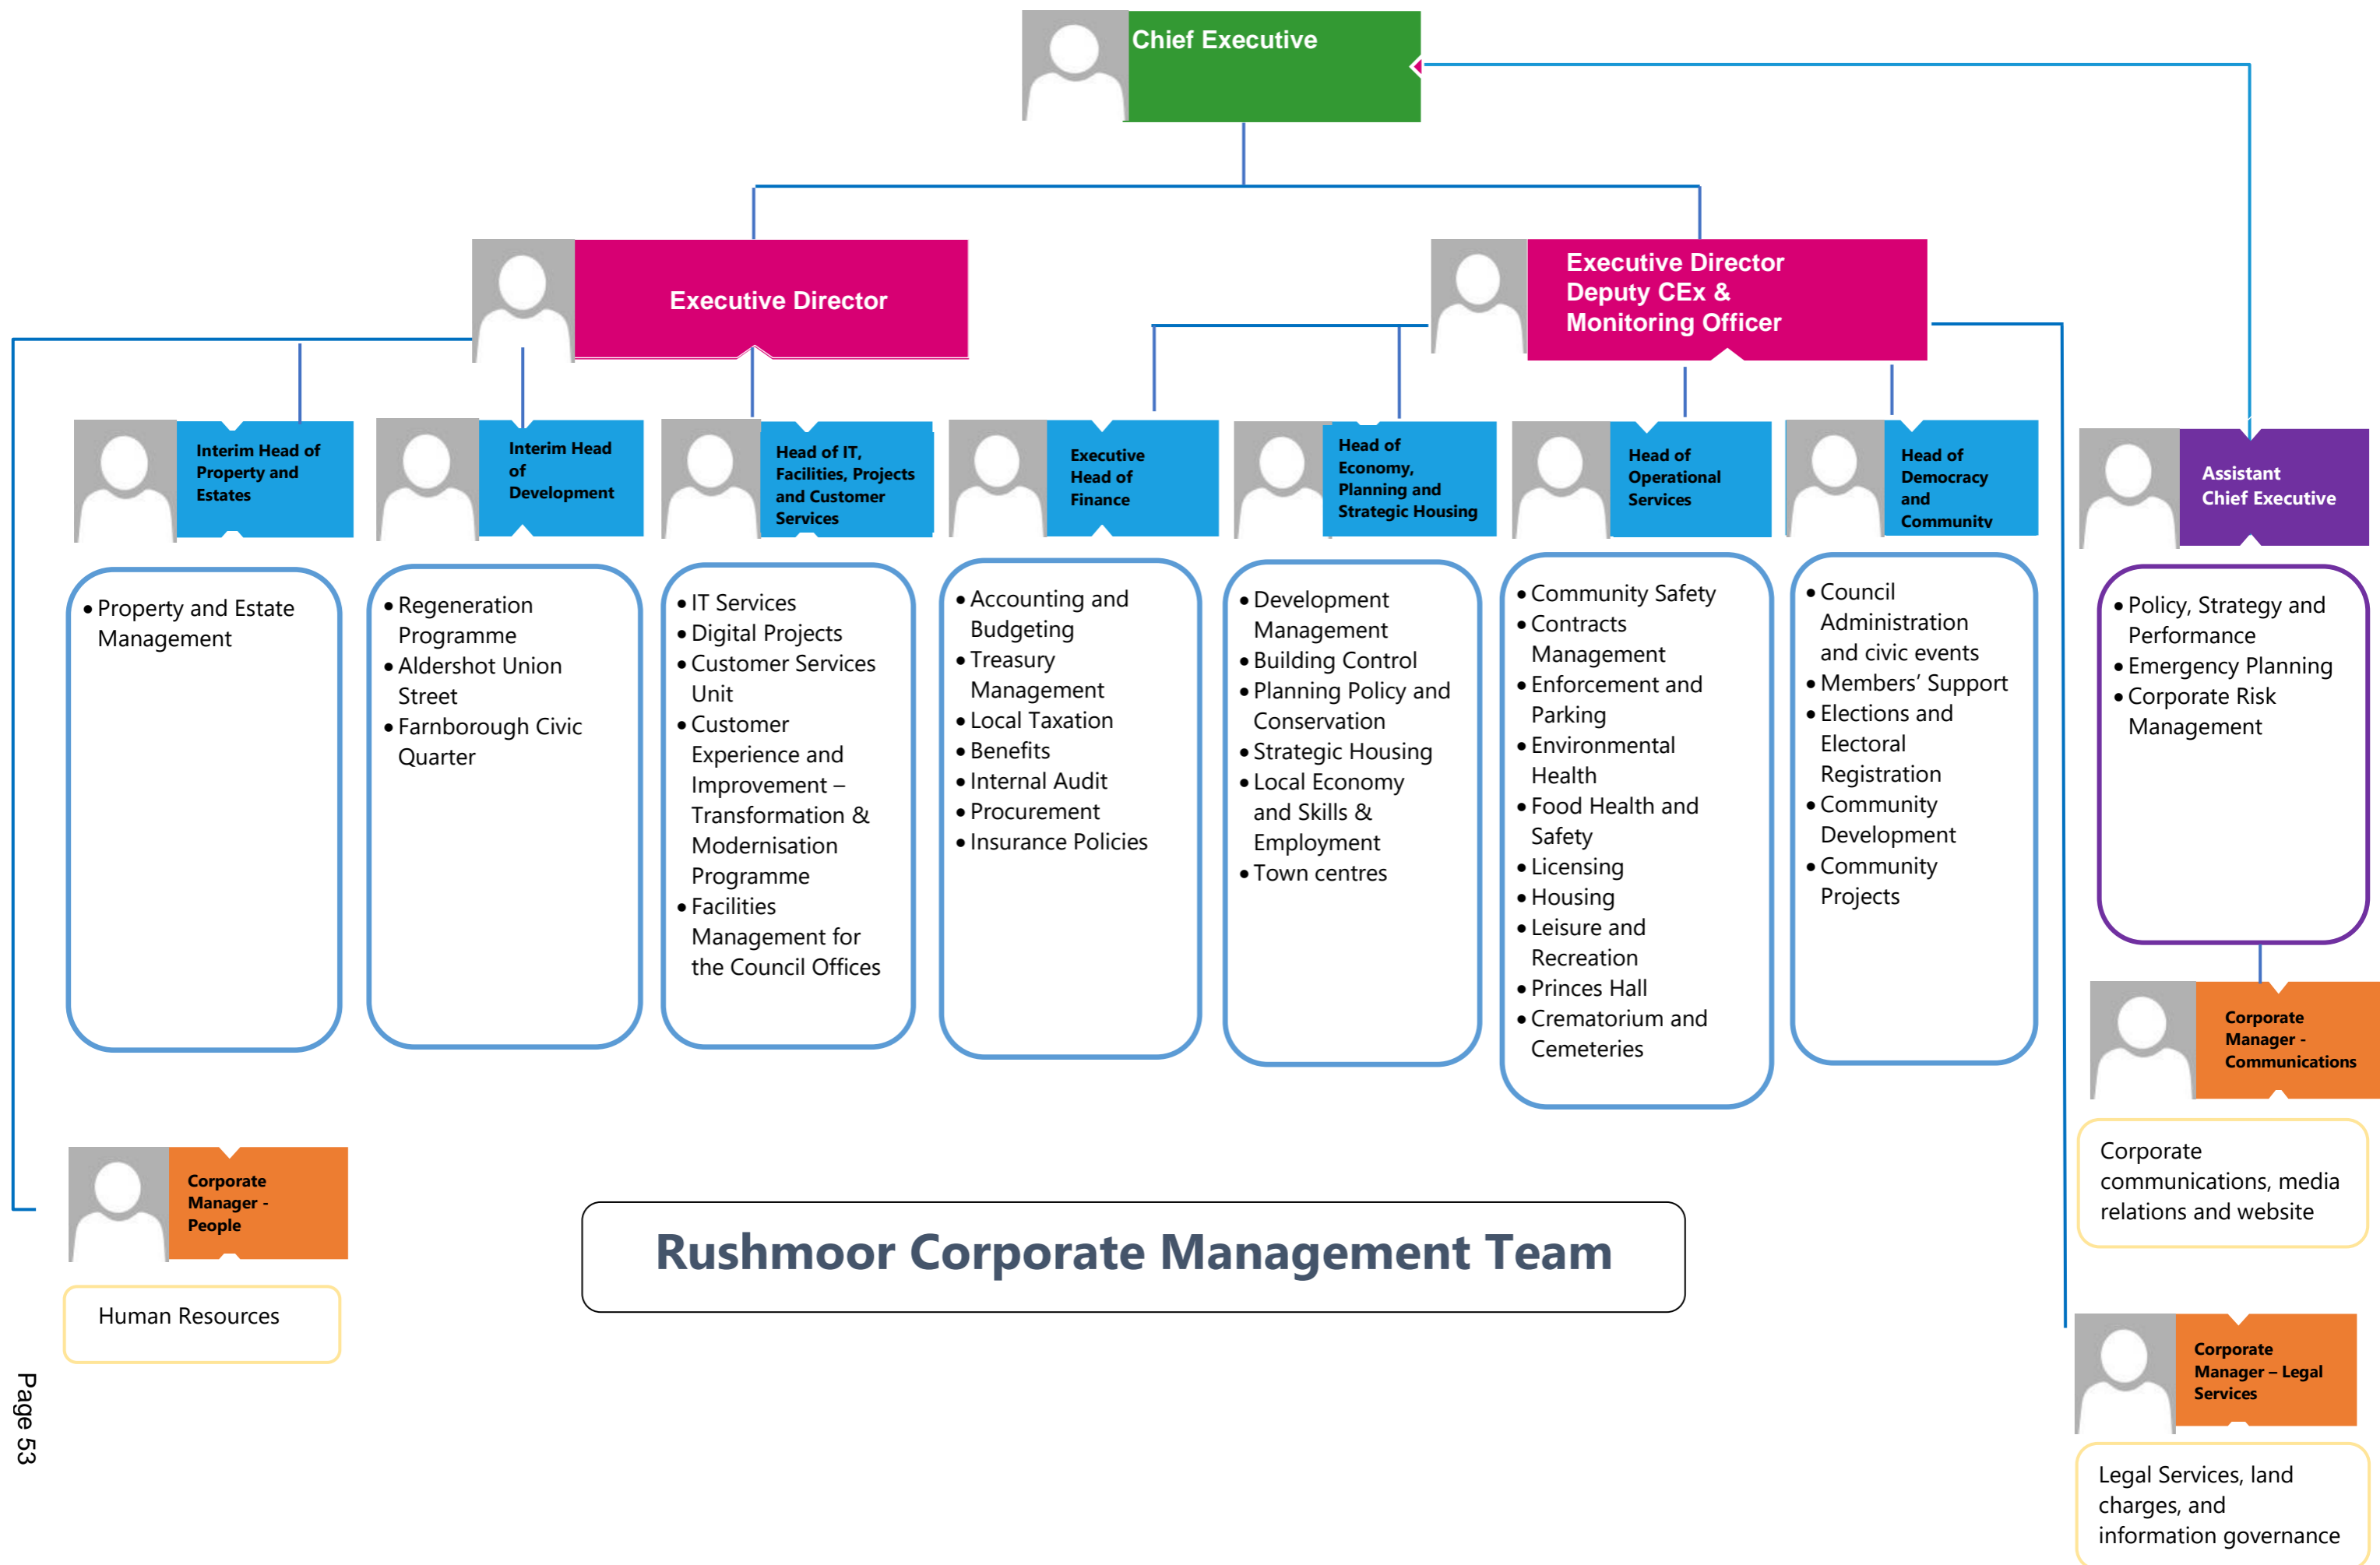 Chief Executive
Executive Director
Executive Director
Deputy CEx &
Monitoring Officer
Interim Head of
Property and
Estates
Interim Head
of
Development
Head of IT,
Facilities, Projects
and Customer
Services
Executive
Head of
Finance
Head of
Economy,
Planning and
Strategic Housing
Head of
Operational
Services
Head of
Democracy
and
Community
Assistant
Chief Executive
• Property and Estate
Management
• Regeneration
Programme
• Aldershot Union
Street
• Farnborough Civic
Quarter
• IT Services
• Digital Projects
• Customer Services
Unit
• Customer
Experience and
Improvement –
Transformation &
Modernisation
Programme
• Facilities
Management for
the Council Offices
• Accounting and
Budgeting
• Treasury
Management
• Local Taxation
• Benefits
• Internal Audit
• Procurement
• Insurance Policies
• Development
Management
• Building Control
• Planning Policy and
Conservation
• Strategic Housing
• Local Economy
and Skills &
Employment
• Town centres
• Community Safety
• Contracts
Management
• Enforcement and
Parking
• Environmental
Health
• Food Health and
Safety
• Licensing
• Housing
• Leisure and
Recreation
• Princes Hall
• Crematorium and
Cemeteries
• Council
Administration
and civic events
• Members’ Support
• Elections and
Electoral
Registration
• Community
Development
• Community
Projects
• Policy, Strategy and
Performance
• Emergency Planning
• Corporate Risk
Management
Corporate
Manager -
Communications
Corporate
communications, media
relations and website
Corporate
Manager -
People
Human Resources
Rushmoor Corporate Management Team
Corporate
Manager – Legal
Services
Legal Services, land
charges, and
information governance
Page 53